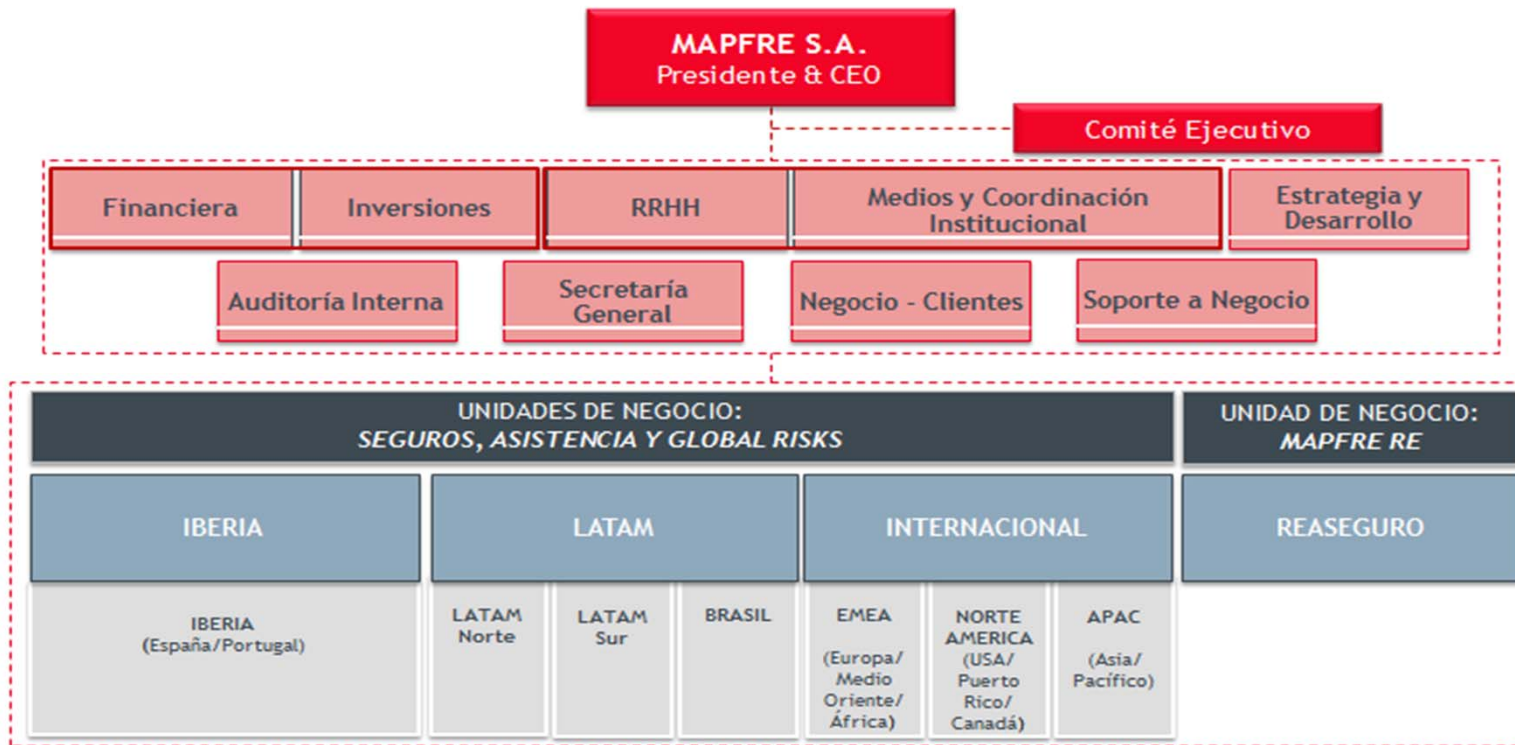 MAPFRE S.A.
Presidente & CEO
Comité Ejecutivo
Financiera
Inversiones
RRHH
Medios y Coordinación
Institucional
Estrategia y
Desarrollo
Auditoría Interna
Secretaría
General
Negocio - Clientes
Soporte a Negocio
UNIDADES DE NEGOCIO:
SEGUROS, ASISTENCIA Y GLOBAL RISKS
UNIDAD DE NEGOCIO:
MAPFRE RE
IBERIA
LATAM
INTERNACIONAL
REASEGURO
IBERIA
(España/Portugal)
LATAM
Norte
LATAM
Sur
BRASIL
EMEA
(Europa/
Medio
Oriente/
África)
NORTE
AMERICA
(USA/
Puerto
Rico/
Canadá)
APAC
(Asia/
Pacífico)